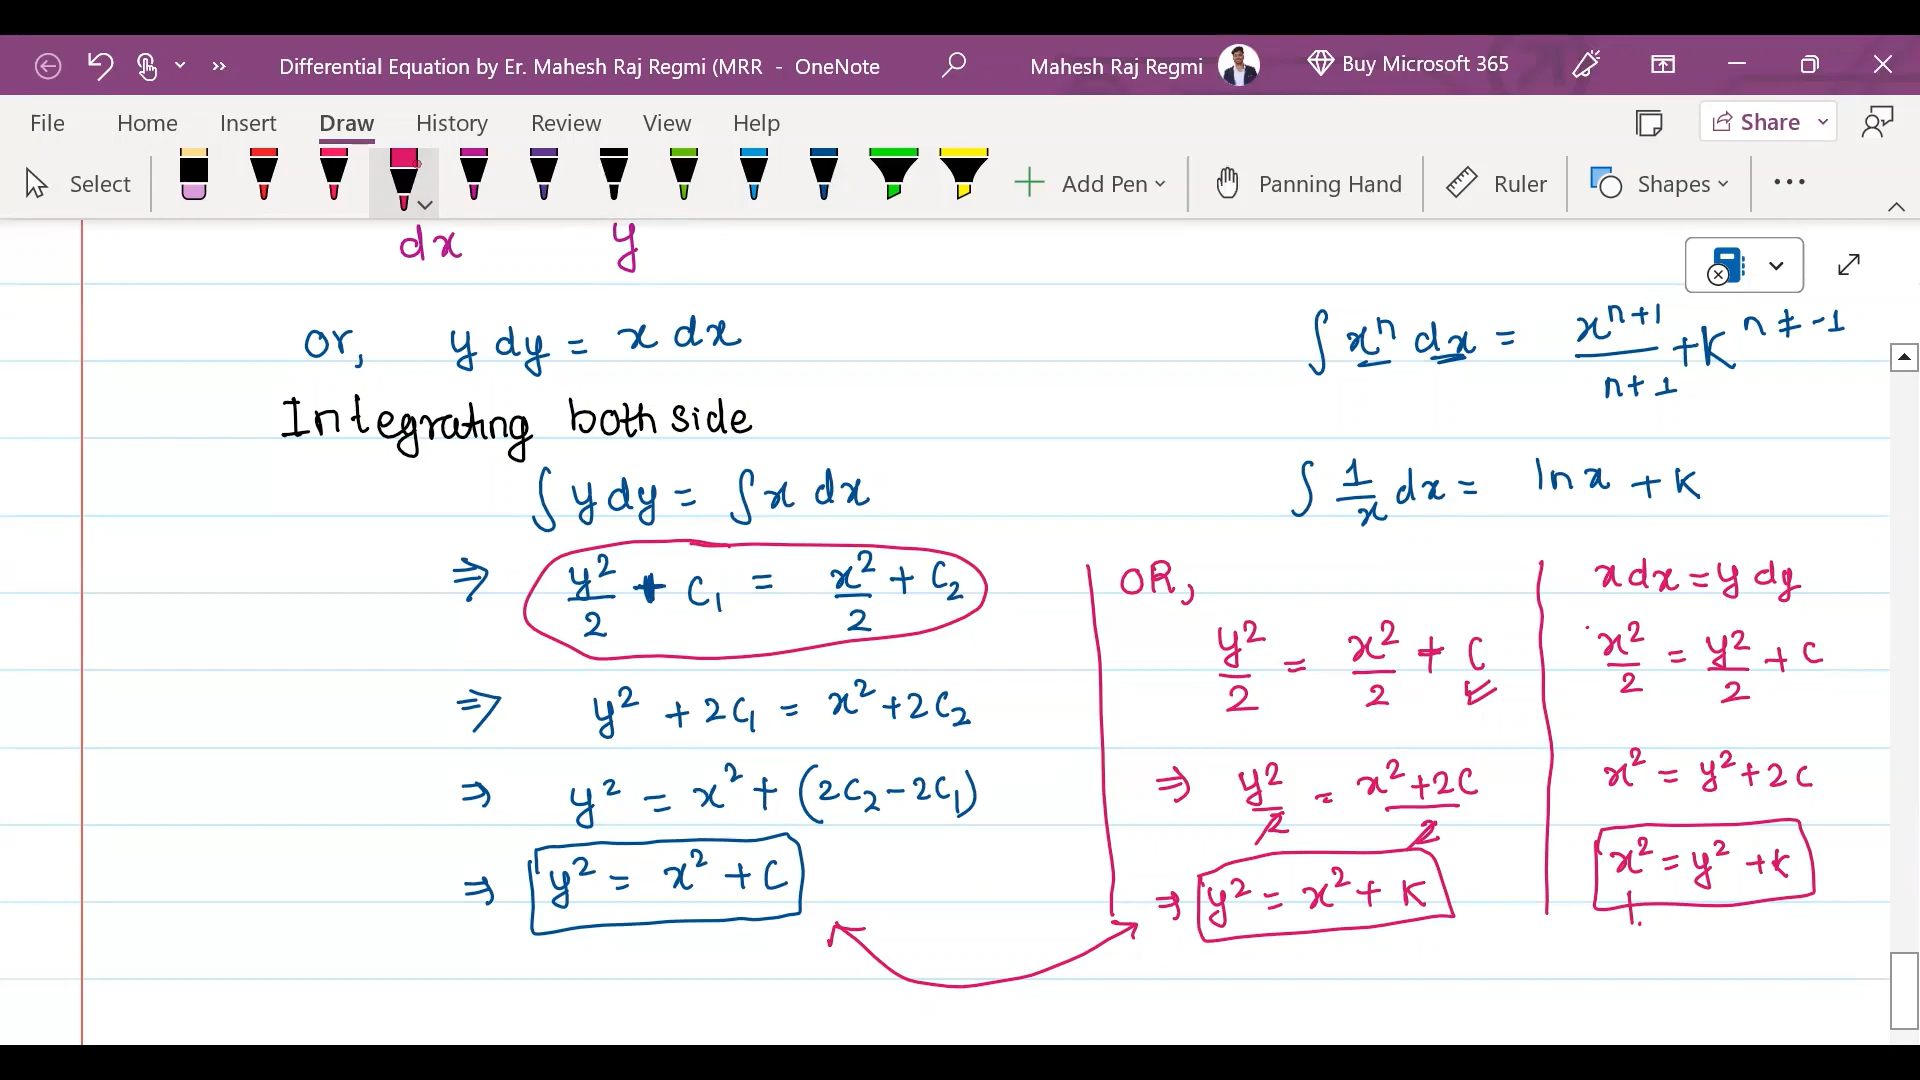 Differential Equation by Er. Mahesh Raj Regmi (MRR - OneNote
Mahesh Raj Regmi
Buy Microsoft 365
File Home Insert Draw History Review View Help
Share
Select
Add Pen
Panning Hand
Ruler
Shapes
dx y
or, y dy = x dx
Integrating both side
∫ y dy = ∫ x dx
⇒ y²/2 + C₁ = x²/2 + C₂
⇒ y² + 2C₁ = x² + 2C₂
⇒ y² = x² + (2C₂ - 2C₁)
⇒ y² = x² + C
∫ xⁿ dx = xⁿ⁺¹/n+1 + K n ≠ -1
∫ 1/x dx = ln x + K
OR,
y²/2 = x²/2 + C
⇒ y²/2 = x²+2C/2
⇒ y² = x² + K
x dx = y dy
x²/2 = y²/2 + C
x² = y² + 2C
x² = y² + K